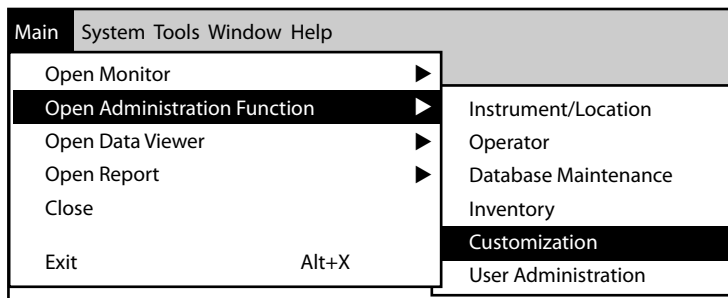 Main System Tools Window Help
Open Monitor
Open Administration Function
Open Data Viewer
Open Report
Close
Exit Alt+X
Instrument/Location
Operator
Database Maintenance
Inventory
Customization
User Administration